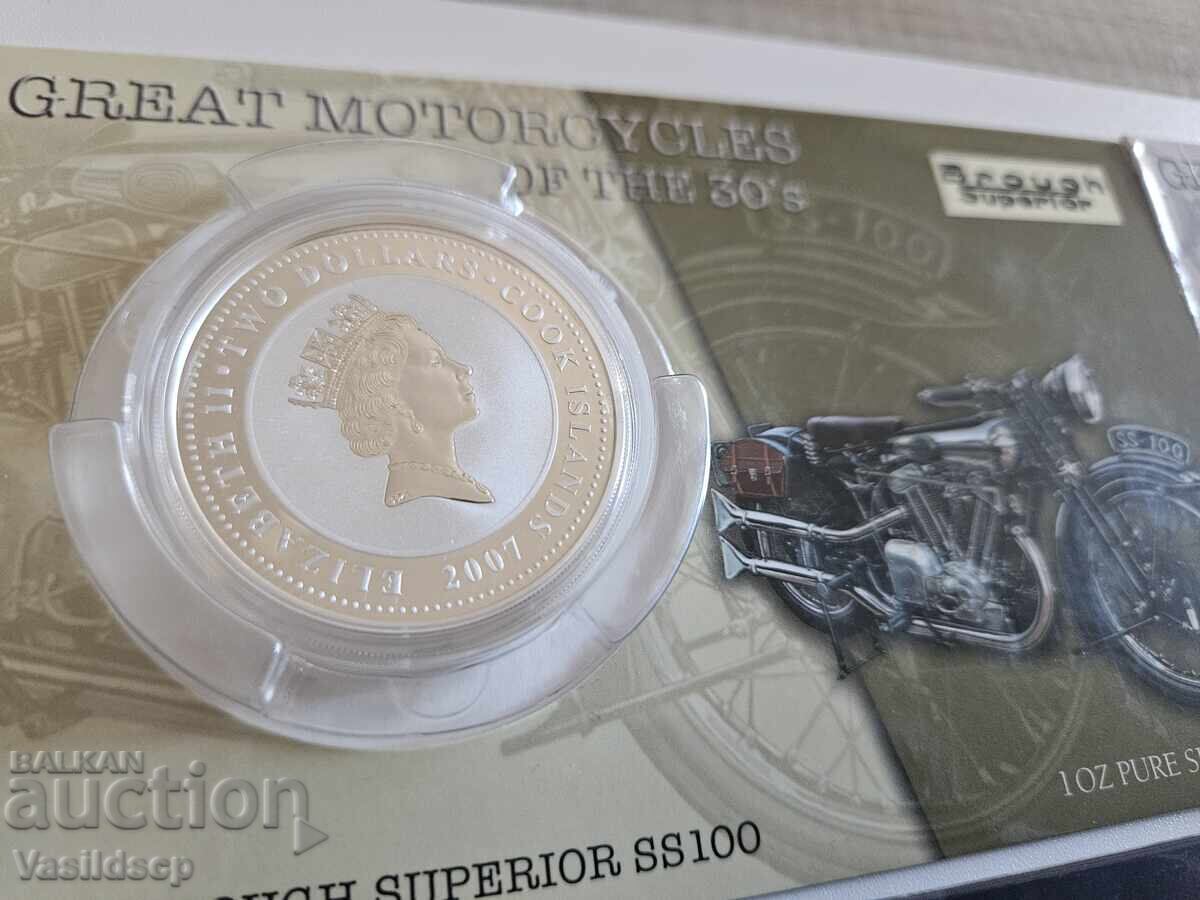 GREAT MOTORCYCLES
OF THE 30's
Brough
Superior
SS-100
ELIZABETH II · TWO DOLLARS · COOK ISLANDS
2007
SS-100
1 OZ PURE
SUPERIOR SS100
BALKAN
auction
Vasildsep